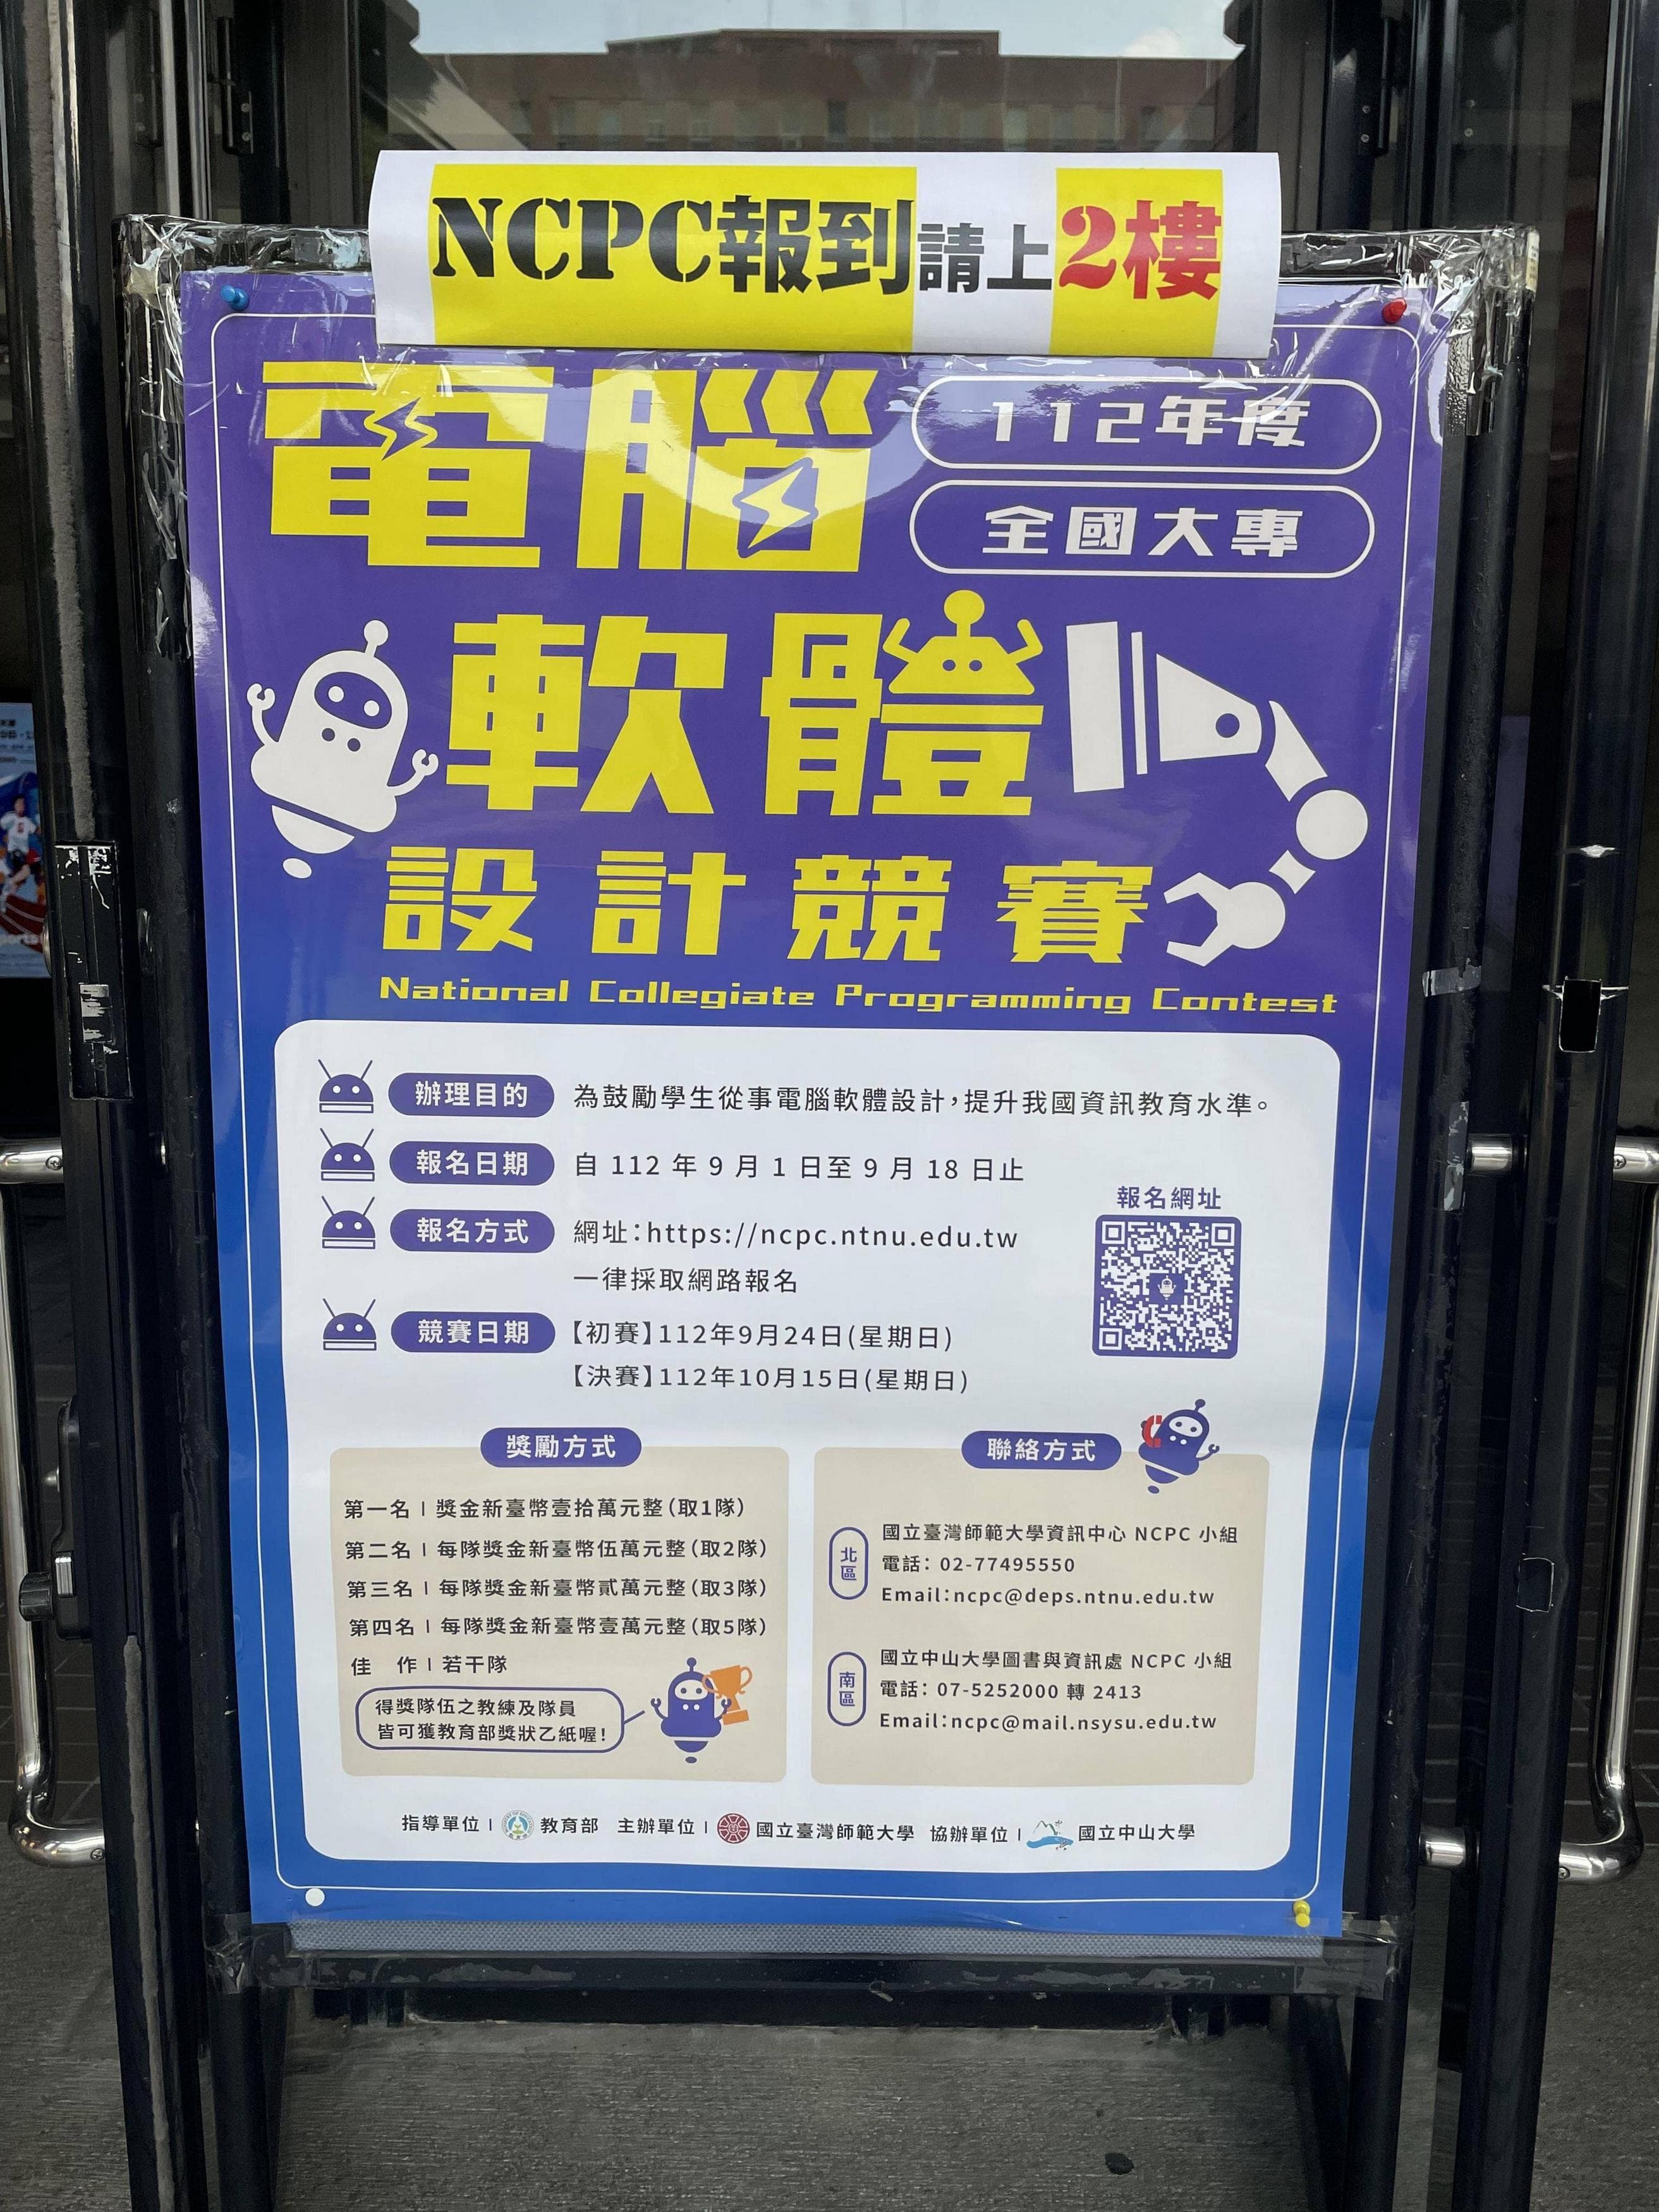 NCPC報到請上2樓
電腦
112年度
全國大專
軟體
設計競賽
National Collegiate Programming Contest
辦理目的 為鼓勵學生從事電腦軟體設計,提升我國資訊教育水準。
報名日期 自 112 年 9 月 1 日至 9 月 18 日止
報名方式 網址:https://ncpc.ntnu.edu.tw
一律採取網路報名
報名網址
競賽日期 【初賽】112年9月24日(星期日)
【決賽】112年10月15日(星期日)
獎勵方式
第一名 | 獎金新臺幣壹拾萬元整(取1隊)
第二名 | 每隊獎金新臺幣伍萬元整(取2隊)
第三名 | 每隊獎金新臺幣貳萬元整(取3隊)
第四名 | 每隊獎金新臺幣壹萬元整(取5隊)
佳 作 | 若干隊
得獎隊伍之教練及隊員
皆可獲教育部獎狀乙紙喔!
聯絡方式
北區
國立臺灣師範大學資訊中心 NCPC 小組
電話: 02-77495550
Email:ncpc@deps.ntnu.edu.tw
南區
國立中山大學圖書與資訊處 NCPC 小組
電話: 07-5252000 轉 2413
Email:ncpc@mail.nsysu.edu.tw
指導單位 | 教育部 主辦單位 | 國立臺灣師範大學 協辦單位 | 國立中山大學